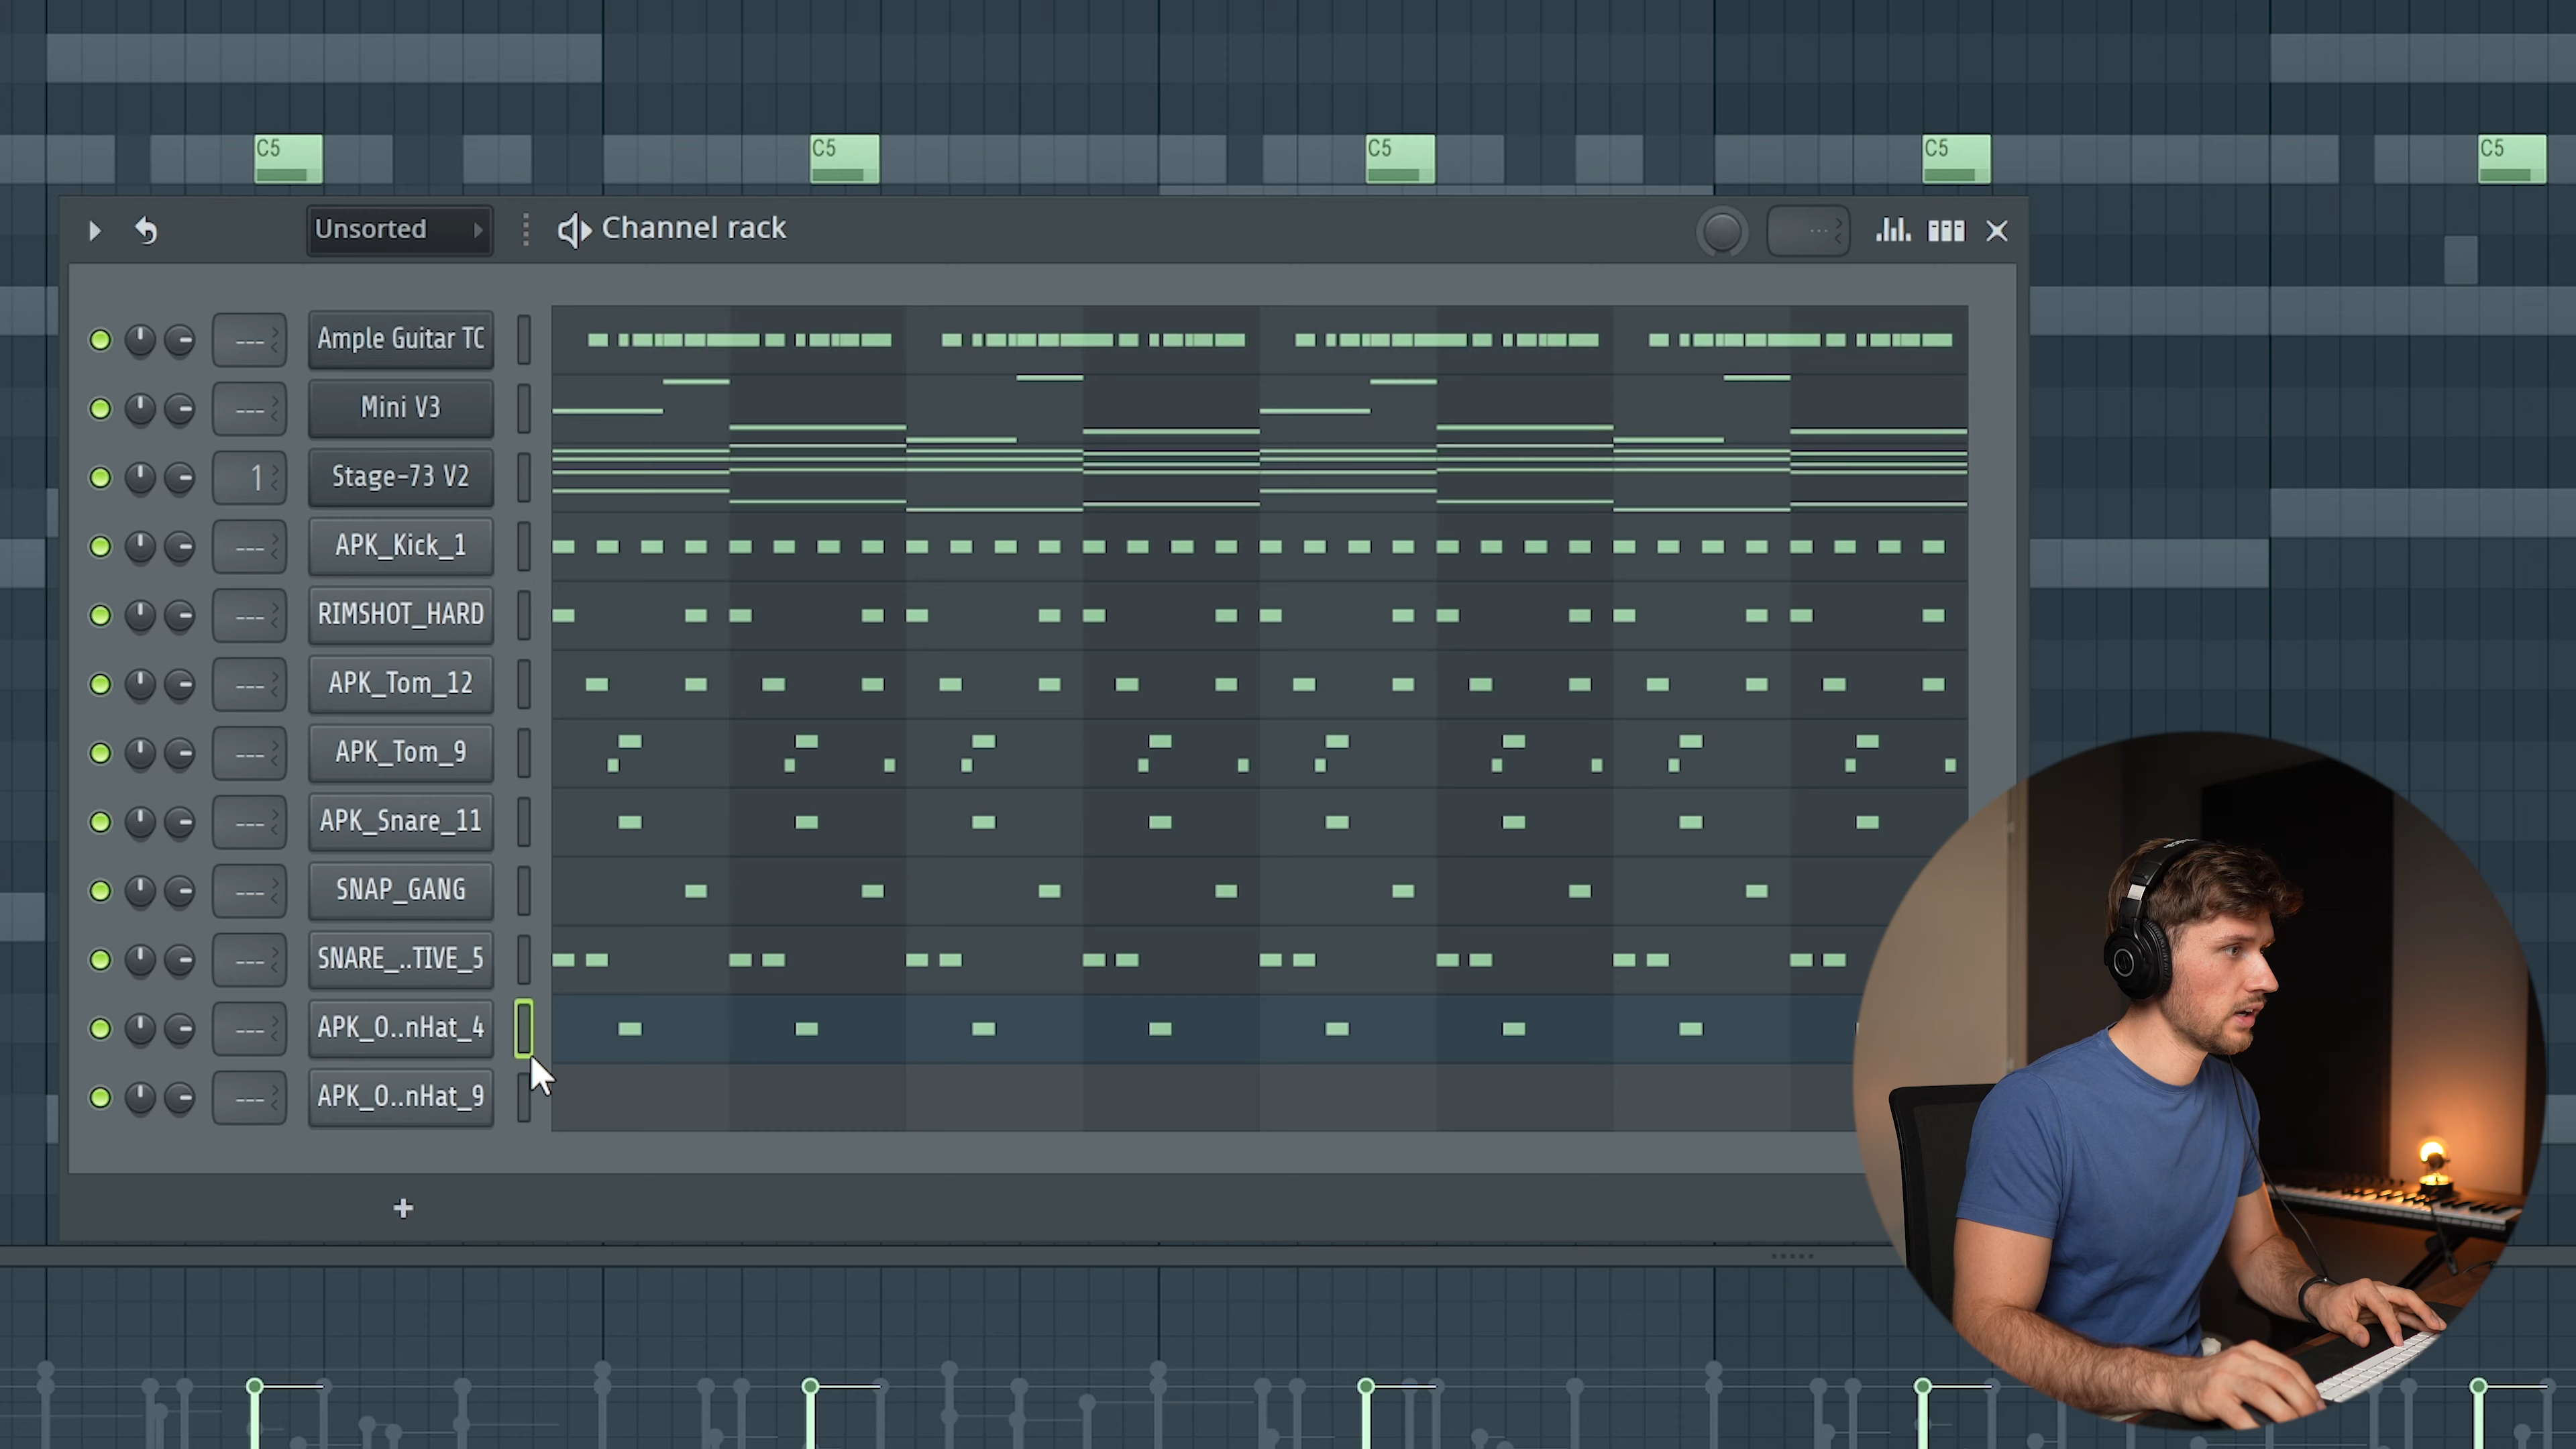 C5 C5 C5 C5 C5
Unsorted Channel rack
--- Ample Guitar TC
--- Mini V3
1 Stage-73 V2
--- APK_Kick_1
--- RIMSHOT_HARD
--- APK_Tom_12
--- APK_Tom_9
--- APK_Snare_11
--- SNAP_GANG
--- SNARE_..TIVE_5
--- APK_O..nHat_4
--- APK_O..nHat_9
+